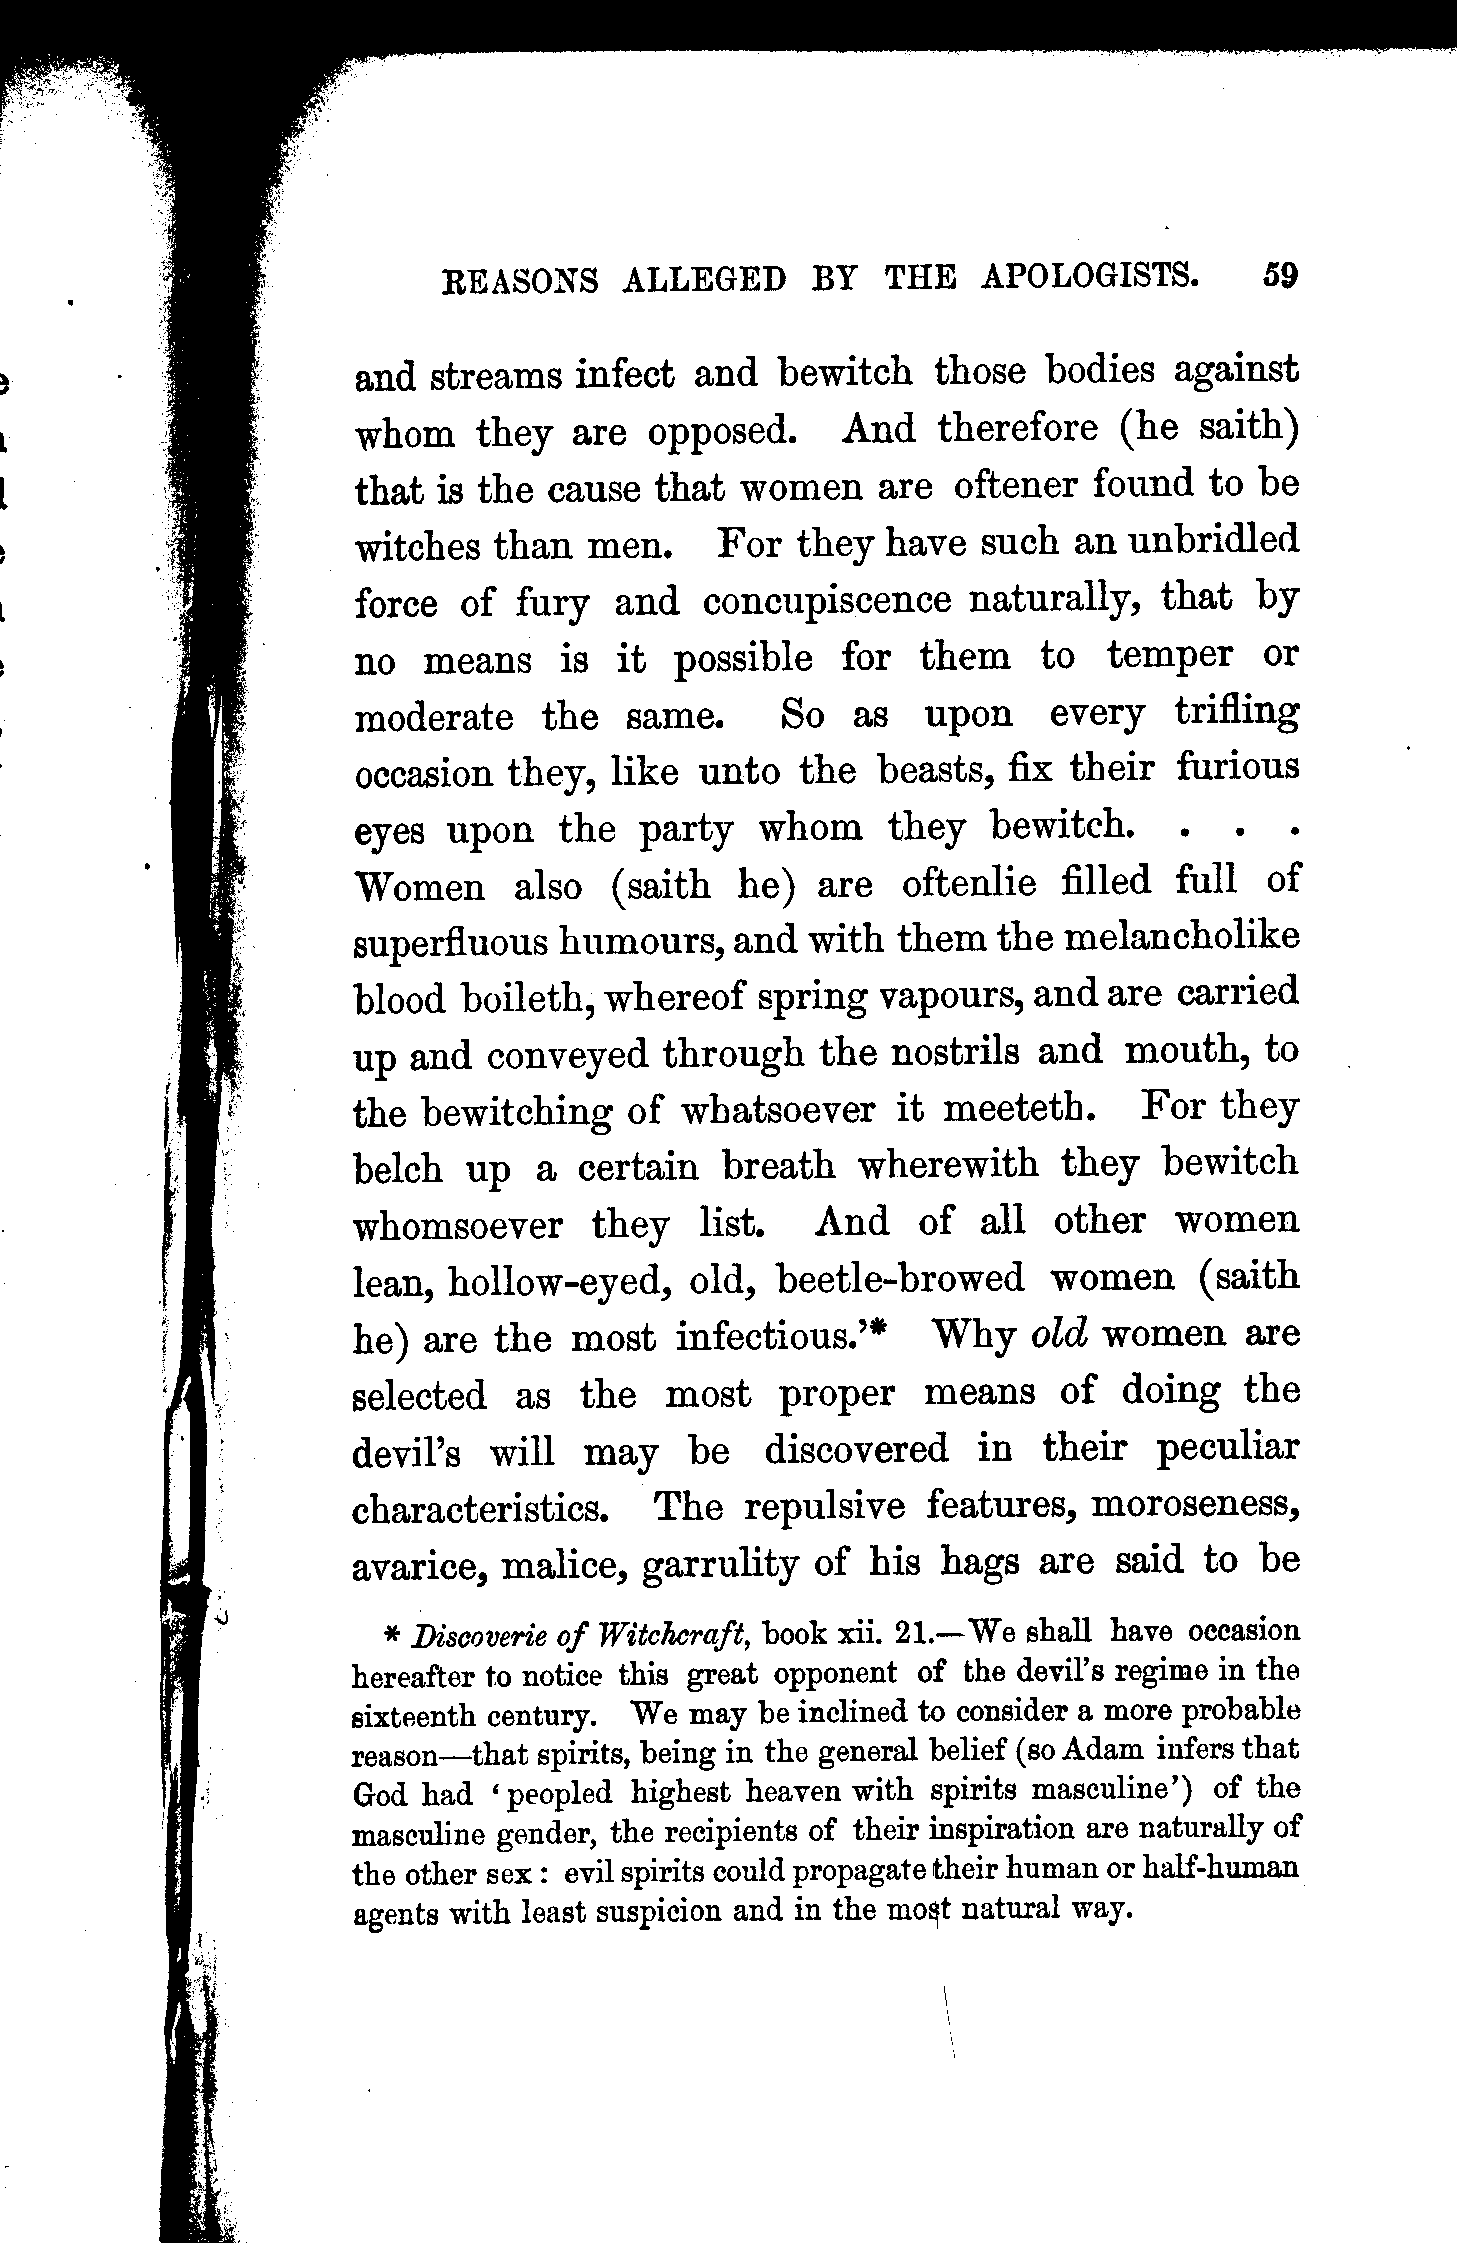 REASONS ALLEGED BY THE APOLOGISTS. 59
and streams infect and bewitch those bodies against
whom they are opposed. And therefore (he saith)
that is the cause that women are oftener found to be
witches than men. For they have such an unbridled
force of fury and concupiscence naturally, that by
no means is it possible for them to temper or
moderate the same. So as upon every trifling
occasion they, like unto the beasts, fix their furious
eyes upon the party whom they bewitch. . . .
Women also (saith he) are oftenlie filled full of
superfluous humours, and with them the melancholike
blood boileth, whereof spring vapours, and are carried
up and conveyed through the nostrils and mouth, to
the bewitching of whatsoever it meeteth. For they
belch up a certain breath wherewith they bewitch
whomsoever they list. And of all other women
lean, hollow-eyed, old, beetle-browed women (saith
he) are the most infectious.’* Why old women are
selected as the most proper means of doing the
devil’s will may be discovered in their peculiar
characteristics. The repulsive features, moroseness,
avarice, malice, garrulity of his hags are said to be
* Discoverie of Witchcraft, book xii. 21.—We shall have occasion
hereafter to notice this great opponent of the devil’s regime in the
sixteenth century. We may be inclined to consider a more probable
reason—that spirits, being in the general belief (so Adam infers that
God had ‘peopled highest heaven with spirits masculine’) of the
masculine gender, the recipients of their inspiration are naturally of
the other sex: evil spirits could propagate their human or half-human
agents with least suspicion and in the most natural way.